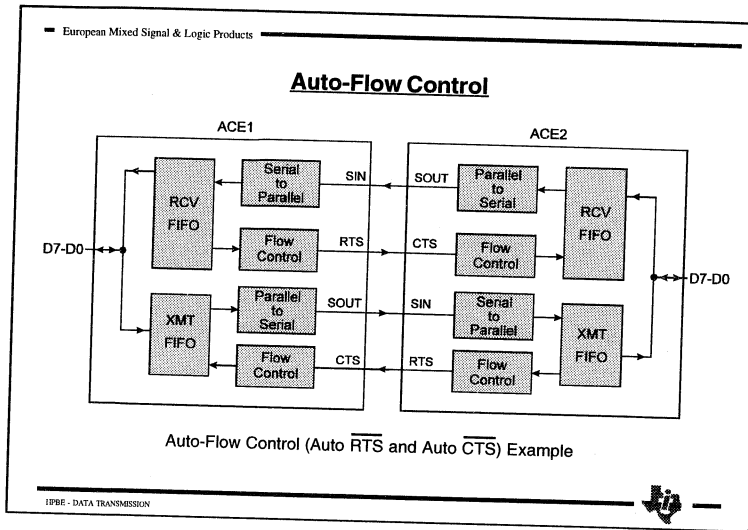 European Mixed Signal & Logic Products
Auto-Flow Control
ACE1
ACE2
D7-D0
RCV
FIFO
Serial
to
Parallel
SIN
SOUT
Parallel
to
Serial
RCV
FIFO
Flow
Control
RTS
CTS
Flow
Control
D7-D0
XMT
FIFO
Parallel
to
Serial
SOUT
SIN
Serial
to
Parallel
XMT
FIFO
Flow
Control
CTS
RTS
Flow
Control
Auto-Flow Control (Auto R̅T̅S̅ and Auto C̅T̅S̅) Example
HPBE - DATA TRANSMISSION